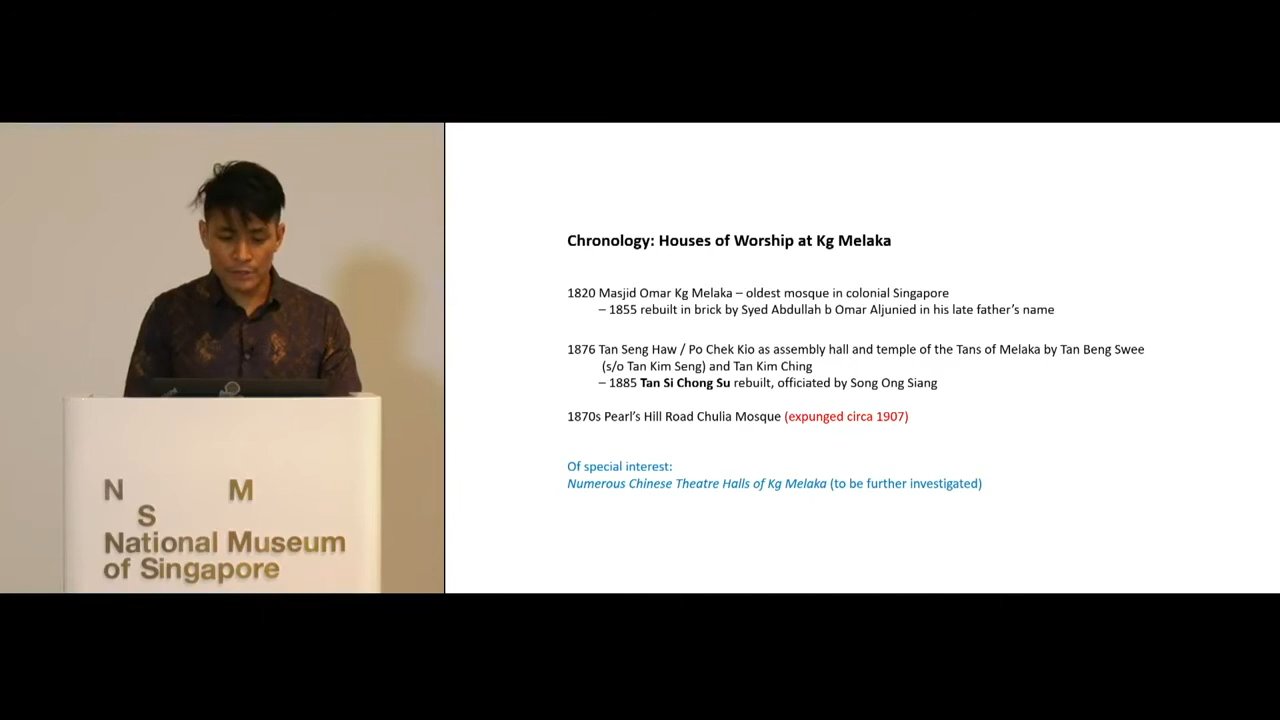 Chronology: Houses of Worship at Kg Melaka
1820 Masjid Omar Kg Melaka – oldest mosque in colonial Singapore
– 1855 rebuilt in brick by Syed Abdullah b Omar Aljunied in his late father's name
1876 Tan Seng Haw / Po Chek Kio as assembly hall and temple of the Tans of Melaka by Tan Beng Swee
(s/o Tan Kim Seng) and Tan Kim Ching
– 1885 Tan Si Chong Su rebuilt, officiated by Song Ong Siang
1870s Pearl's Hill Road Chulia Mosque (expunged circa 1907)
Of special interest:
Numerous Chinese Theatre Halls of Kg Melaka (to be further investigated)
N M
S
National Museum
of Singapore